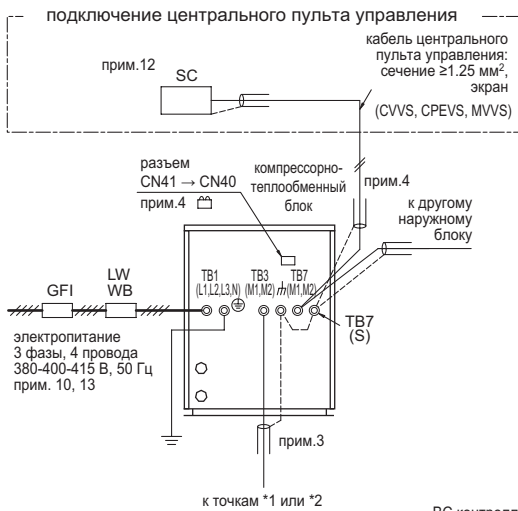 подключение центрального пульта управления
кабель центрального
пульта управления:
сечение ≥1.25 мм²,
экран
(CVVS, CPEVS, MVVS)
прим.12
SC
разъем
CN41 → CN40
прим.4
компрессорно-
теплообменный
блок
прим.4
к другому
наружному
блоку
GFI
LW
WB
TB1
(L1,L2,L3,N)
TB3
(M1,M2)
TB7
(M1,M2)
TB7
(S)
электропитание
3 фазы, 4 провода
380-400-415 В, 50 Гц
прим. 10, 13
прим.3
к точкам *1 или *2